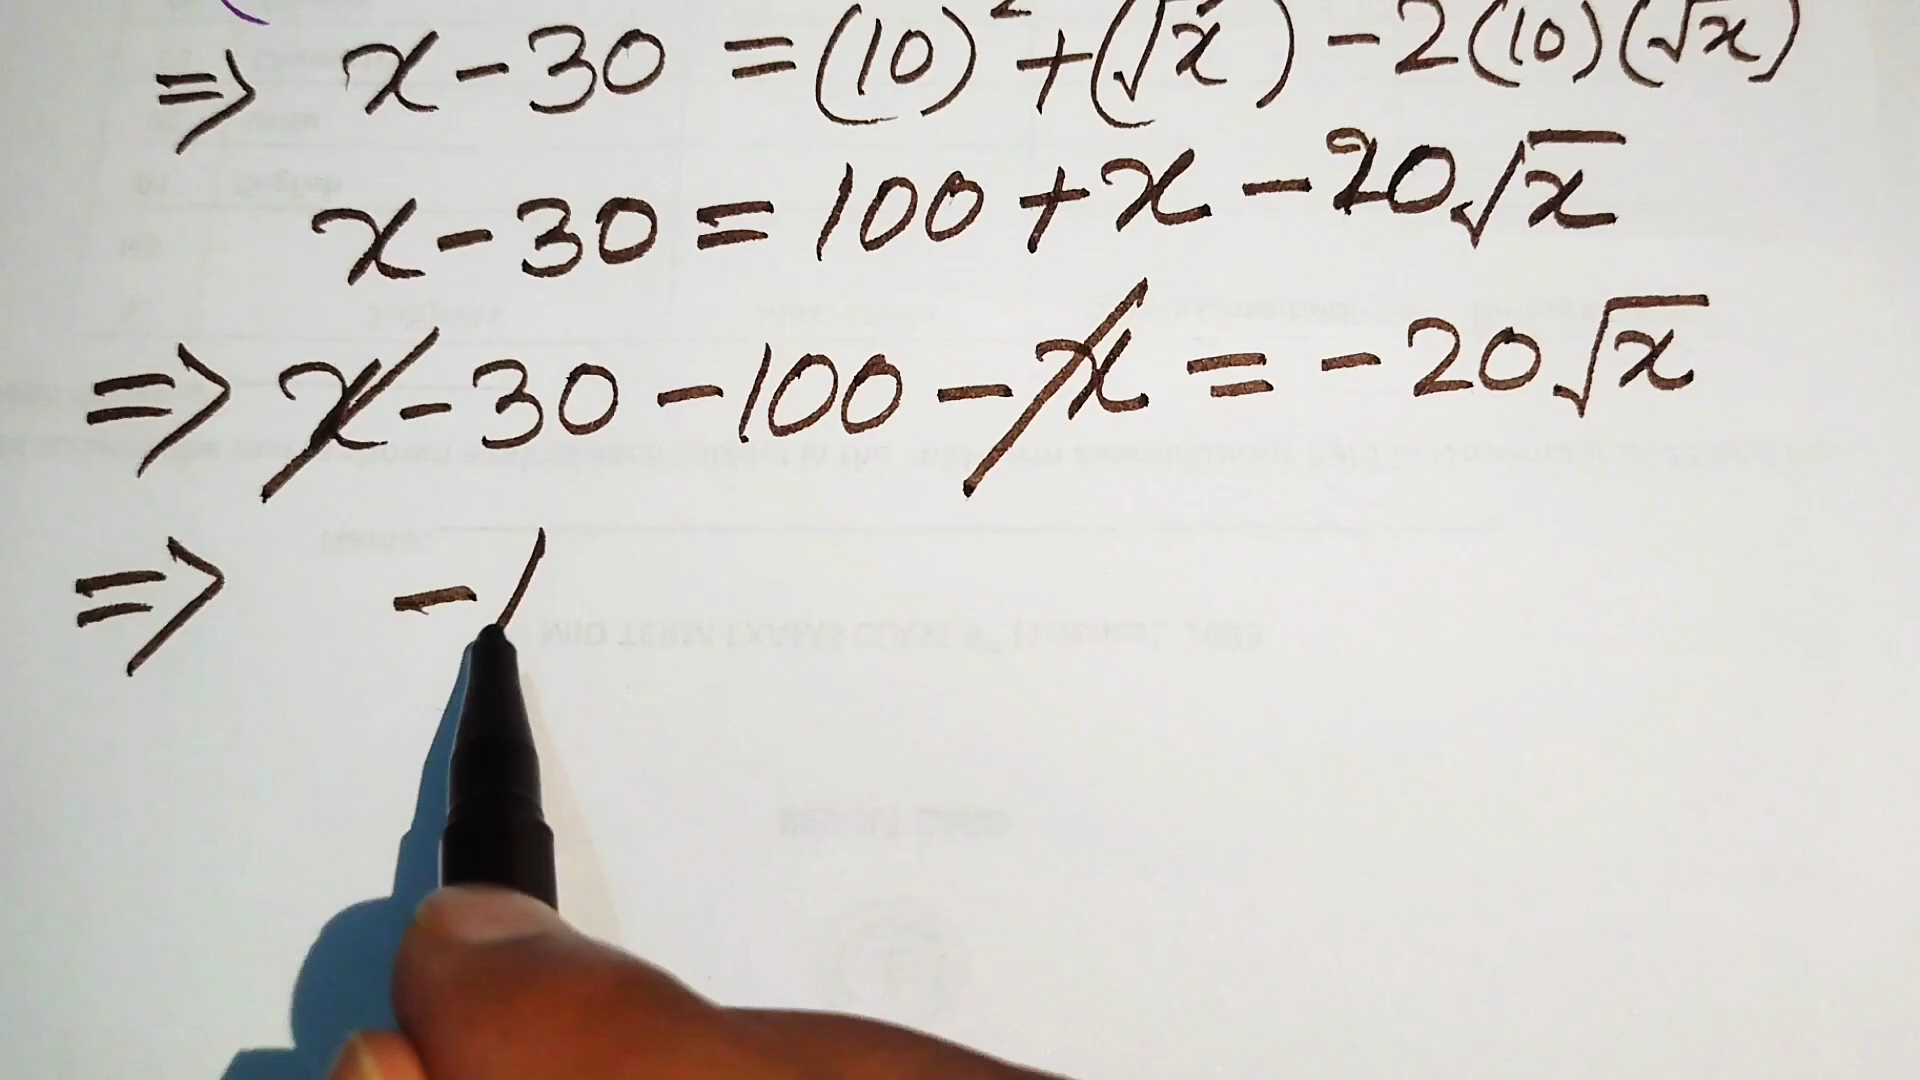 ⇒ x - 30 = (10)² + (√x)² - 2(10)(√x)
x - 30 = 100 + x - 20√x
⇒ x - 30 - 100 - x = -20√x
⇒ -1